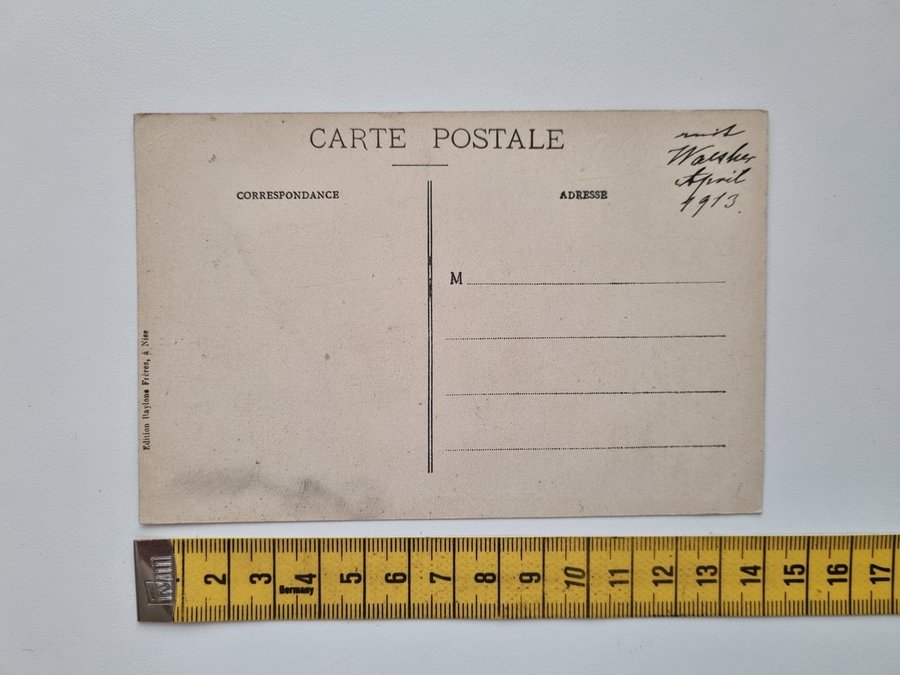 CARTE POSTALE
CORRESPONDANCE
ADRESSE
mit
April
1913.
M
Edition Baylone Frères, à Nice
Germany
2 3 4 5 6 7 8 9 10 11 12 13 14 15 16 17